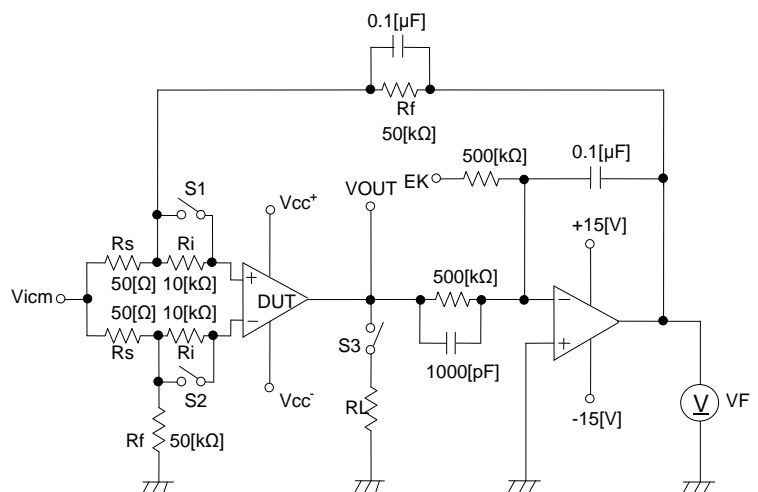 0.1[μF]
Rf
50[kΩ]
500[kΩ]
0.1[μF]
EK
VOUT
S1
Vcc+
+15[V]
Rs
Ri
50[Ω]
10[kΩ]
Vicm
+
-
DUT
50[Ω]
10[kΩ]
Rs
Ri
500[kΩ]
-
+
S3
1000[pF]
S2
Vcc-
RL
-15[V]
V
VF
Rf
50[kΩ]